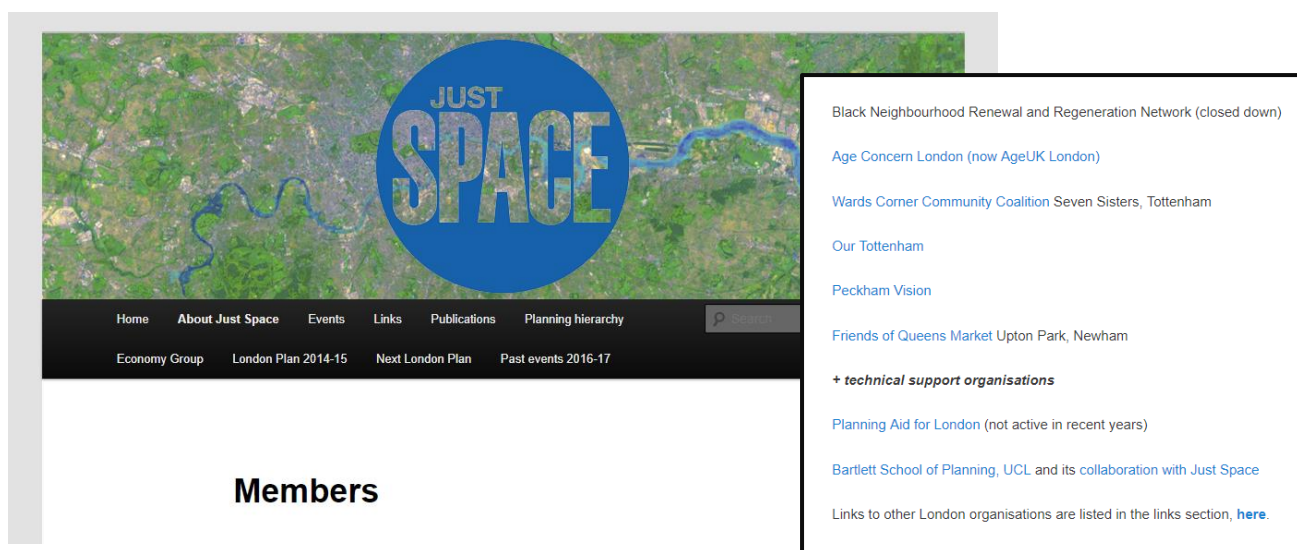 JUST
SPACE
Home About Just Space Events Links Publications Planning hierarchy
Search
Economy Group London Plan 2014-15 Next London Plan Past events 2016-17
Members
Black Neighbourhood Renewal and Regeneration Network (closed down)
Age Concern London (now AgeUK London)
Wards Corner Community Coalition Seven Sisters, Tottenham
Our Tottenham
Peckham Vision
Friends of Queens Market Upton Park, Newham
+ technical support organisations
Planning Aid for London (not active in recent years)
Bartlett School of Planning, UCL and its collaboration with Just Space
Links to other London organisations are listed in the links section, here.